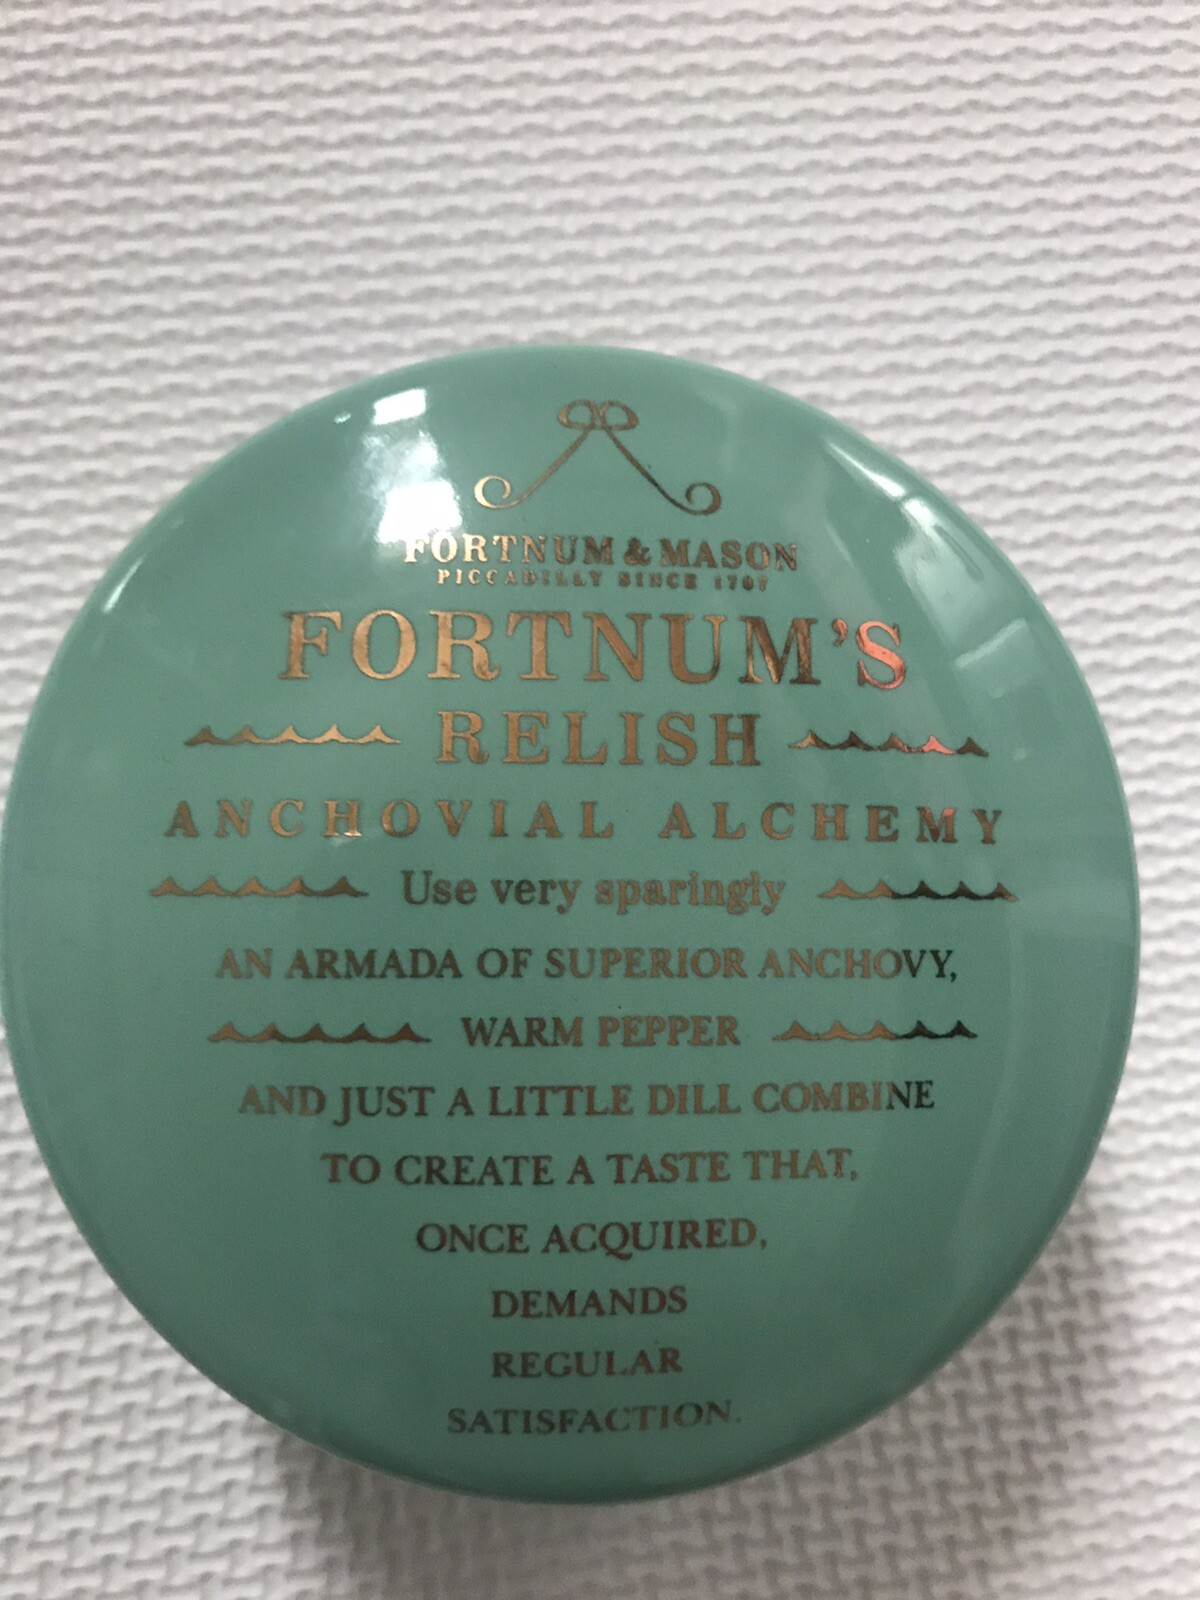 FORTNUM & MASON
PICCADILLY SINCE 1707
FORTNUM'S
RELISH
ANCHOVIAL ALCHEMY
Use very sparingly
AN ARMADA OF SUPERIOR ANCHOVY,
WARM PEPPER
AND JUST A LITTLE DILL COMBINE
TO CREATE A TASTE THAT,
ONCE ACQUIRED,
DEMANDS
REGULAR
SATISFACTION.